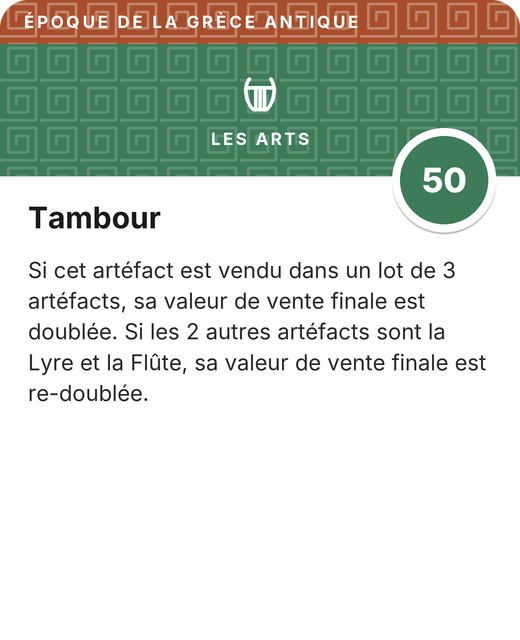 ÉPOQUE DE LA GRÈCE ANTIQUE
LES ARTS
50
Tambour
Si cet artéfact est vendu dans un lot de 3
artéfacts, sa valeur de vente finale est
doublée. Si les 2 autres artéfacts sont la
Lyre et la Flûte, sa valeur de vente finale est
re-doublée.